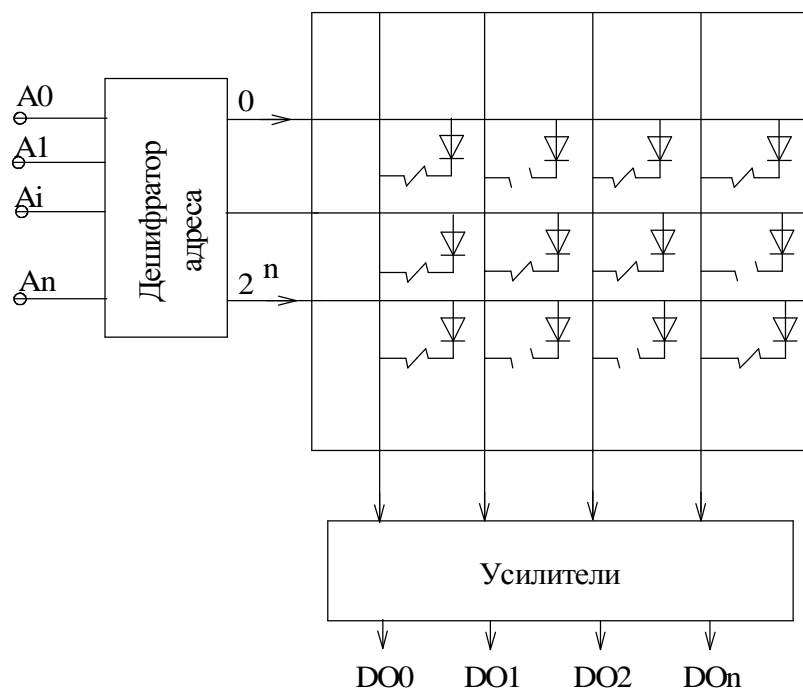 A0
A1
Ai
An
Дешифратор
адреса
0
2 n
Усилители
DO0 DO1 DO2 DOn